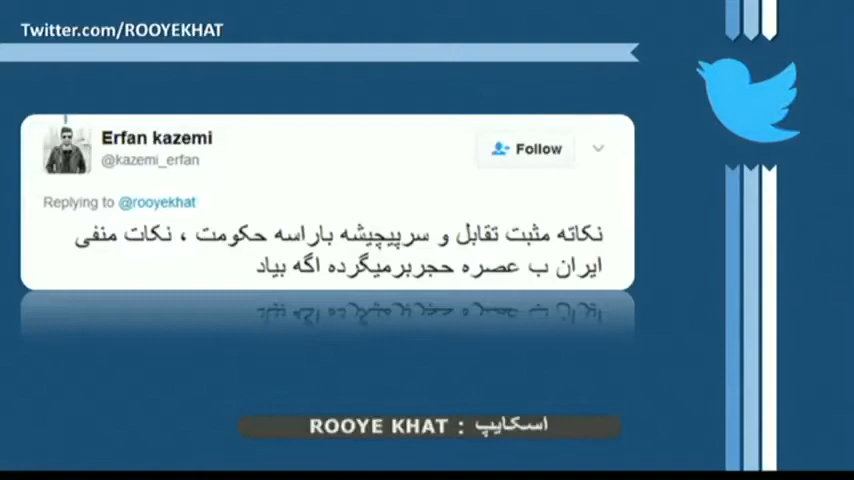 Twitter.com/ROOYEKHAT
Erfan kazemi
@kazemi_erfan
Follow
Replying to @rooyekhat
نکاته مثبت تقابل و سرپیچیشه باراسه حکومت ، نکات منفی
ایران ب عصره حجربرمیگرده اگه بیاد
اسکایپ : ROOYE KHAT